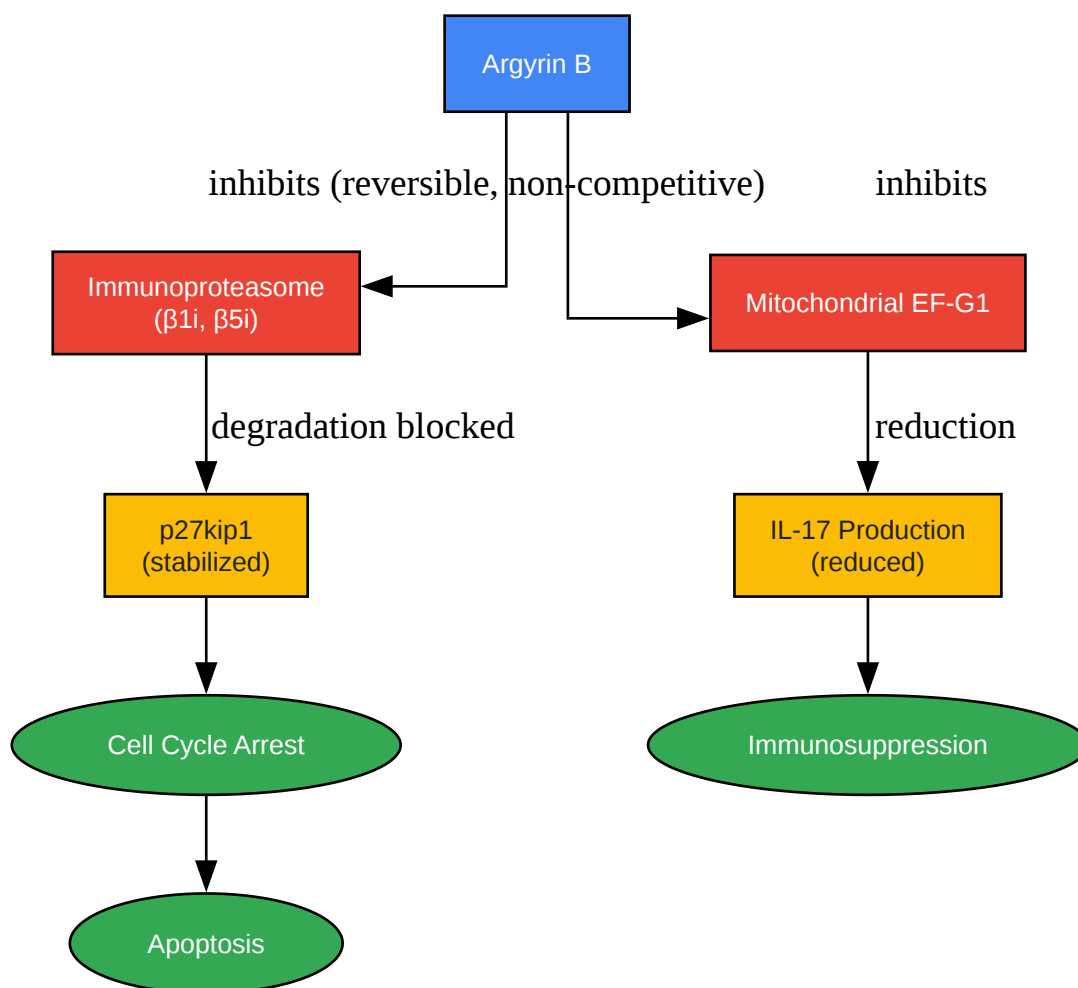 Argyrin B
inhibits (reversible, non-competitive)
inhibits
Immunoproteasome
(β1i, β5i)
Mitochondrial EF-G1
degradation blocked
reduction
p27kip1
(stabilized)
IL-17 Production
(reduced)
Cell Cycle Arrest
Immunosuppression
Apoptosis